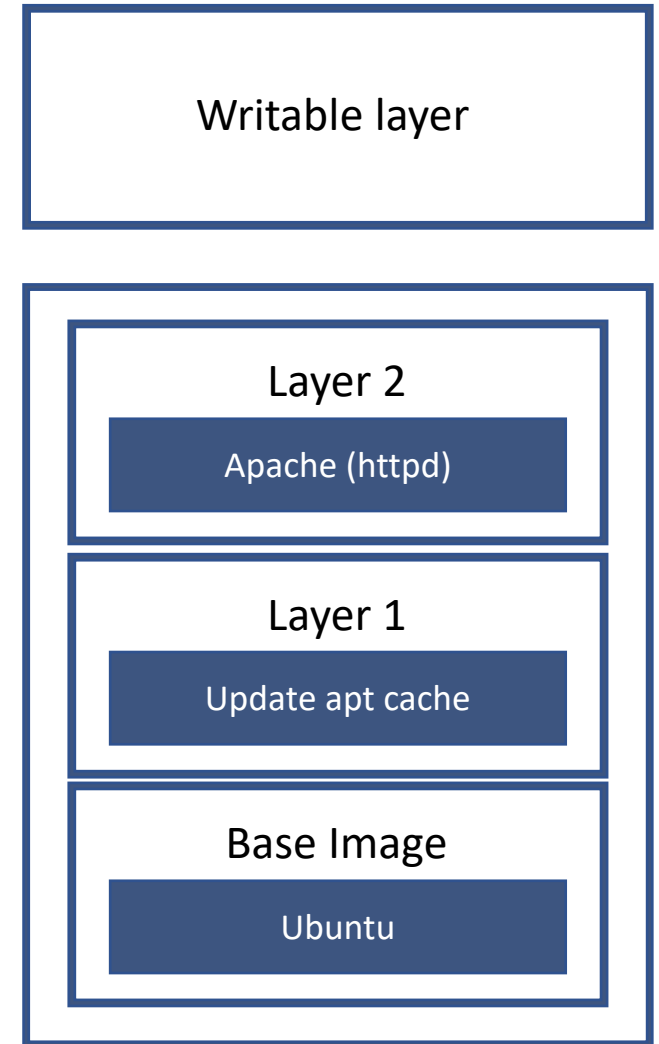 Writable layer
Layer 2
Apache (httpd)
Layer 1
Update apt cache
Base Image
Ubuntu